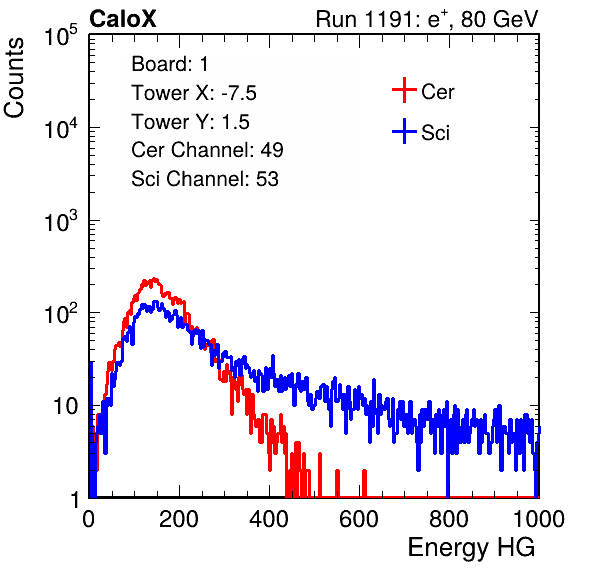 CaloX Run 1191: e⁺, 80 GeV
Counts
Board: 1
Tower X: -7.5
Tower Y: 1.5
Cer Channel: 49
Sci Channel: 53
Cer
Sci
10⁵
10⁴
10³
10²
10
1
0 200 400 600 800 1000
Energy HG